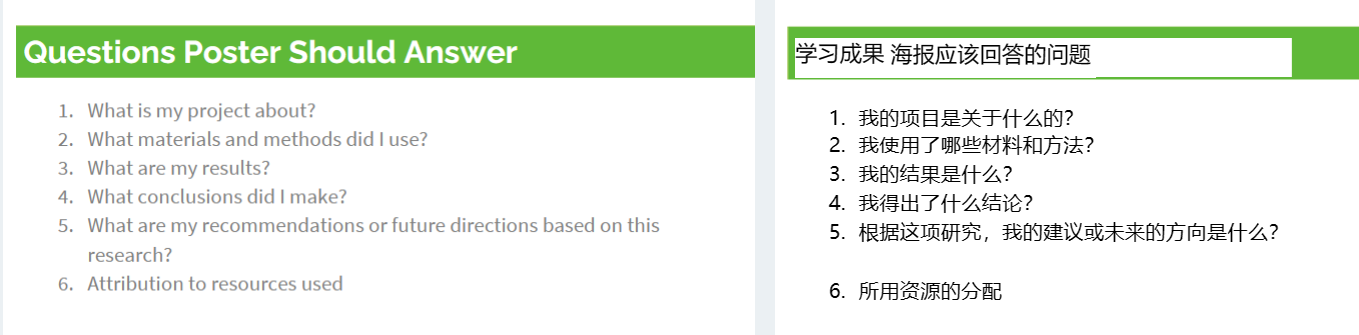 Questions Poster Should Answer
1. What is my project about?
2. What materials and methods did I use?
3. What are my results?
4. What conclusions did I make?
5. What are my recommendations or future directions based on this
research?
6. Attribution to resources used
学习成果 海报应该回答的问题
1. 我的项目是关于什么的？
2. 我使用了哪些材料和方法？
3. 我的结果是什么？
4. 我得出了什么结论？
5. 根据这项研究，我的建议或未来的方向是什么？
6. 所用资源的分配